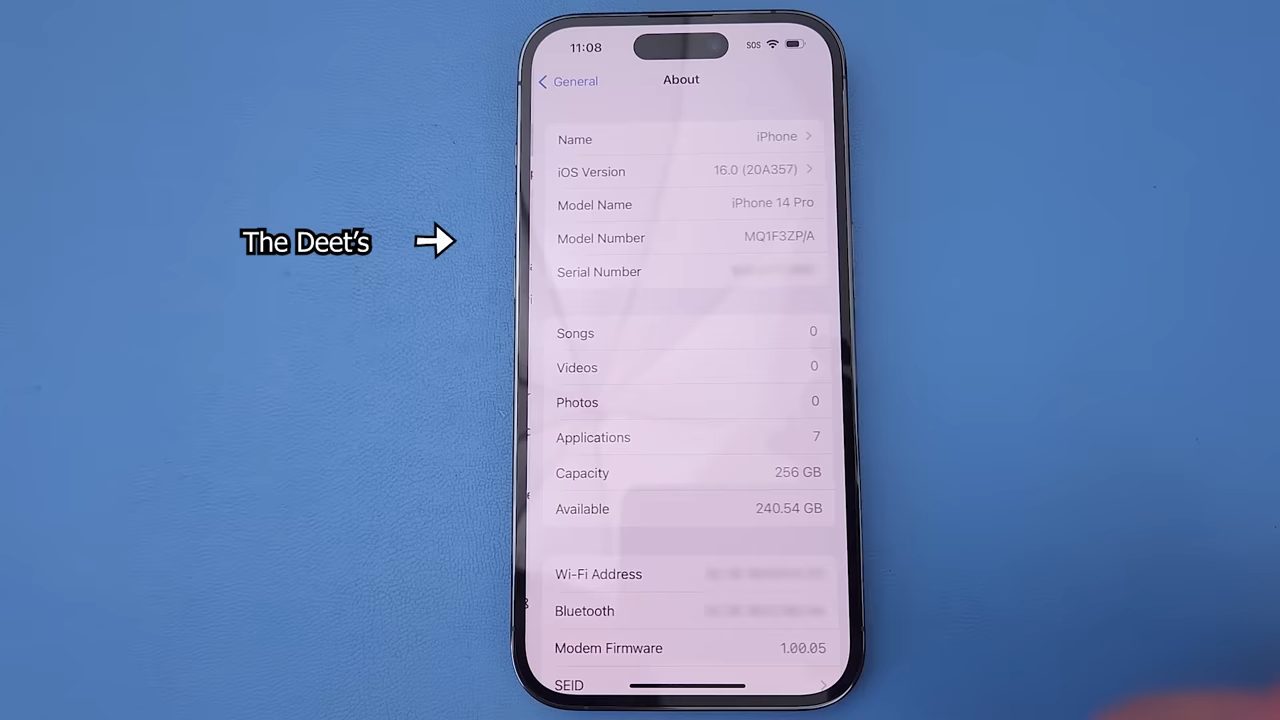 11:08 SOS
General About
Name iPhone
iOS Version 16.0 (20A357)
Model Name iPhone 14 Pro
Model Number MQ1F3ZP/A
The Deet's
Serial Number
Songs 0
Videos 0
Photos 0
Applications 7
Capacity 256 GB
Available 240.54 GB
Wi-Fi Address
Bluetooth
Modem Firmware 1.00.05
SEID